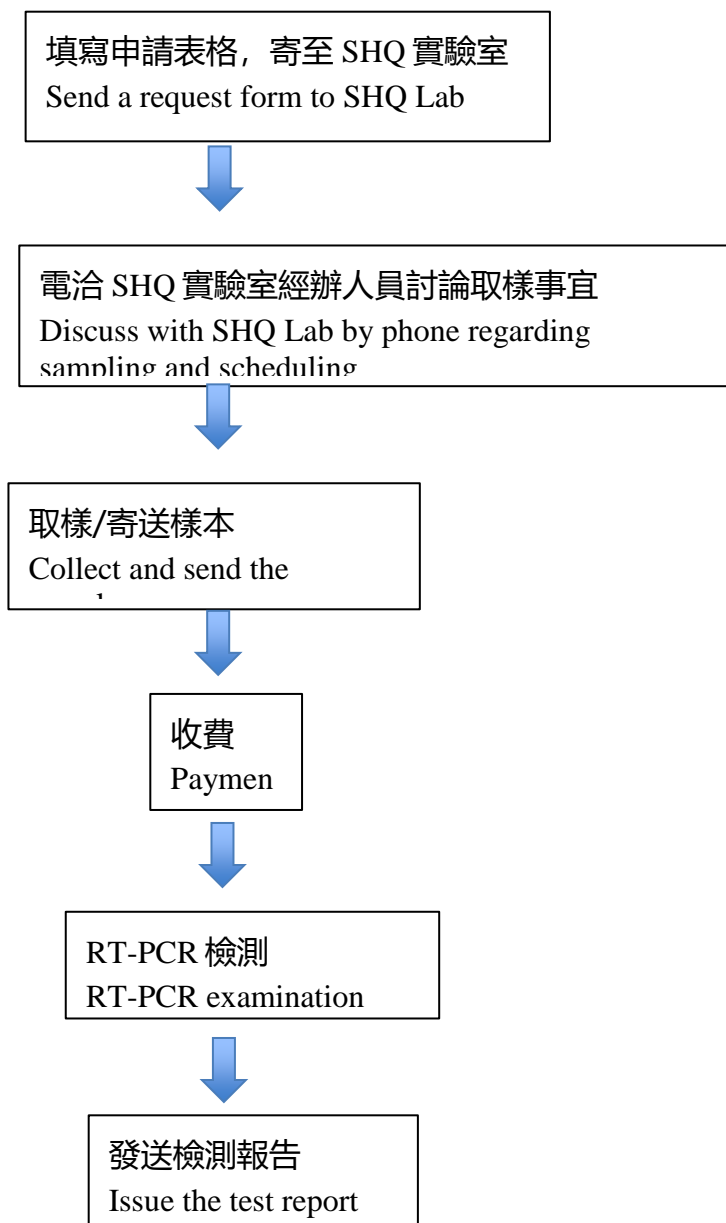 填寫申請表格，寄至 SHQ 實驗室
Send a request form to SHQ Lab
電洽 SHQ 實驗室經辦人員討論取樣事宜
Discuss with SHQ Lab by phone regarding
sampling and scheduling
取樣/寄送樣本
Collect and send the
收費
Paymen
RT-PCR 檢測
RT-PCR examination
發送檢測報告
Issue the test report